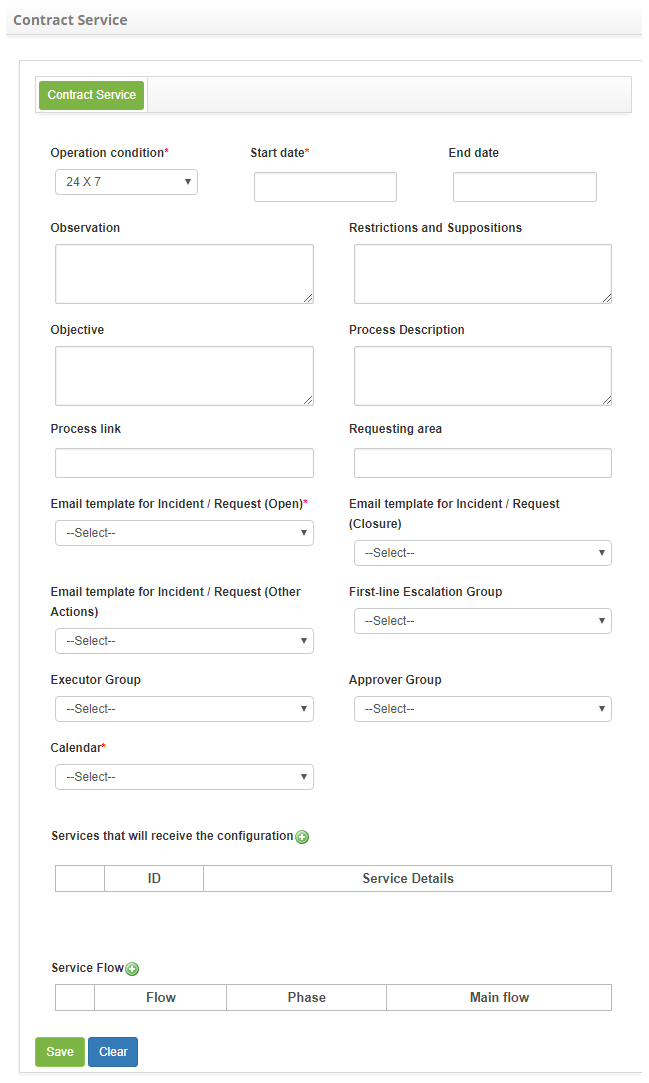 Contract Service
Contract Service
Operation condition* Start date* End date
24 X 7
Observation Restrictions and Suppositions
Objective Process Description
Process link Requesting area
Email template for Incident / Request (Open)* Email template for Incident / Request
(Closure)
--Select--
--Select--
Email template for Incident / Request (Other First-line Escalation Group
Actions)
--Select--
--Select--
Executor Group Approver Group
--Select-- --Select--
Calendar*
--Select--
Services that will receive the configuration
ID Service Details
Service Flow
Flow Phase Main flow
Save Clear